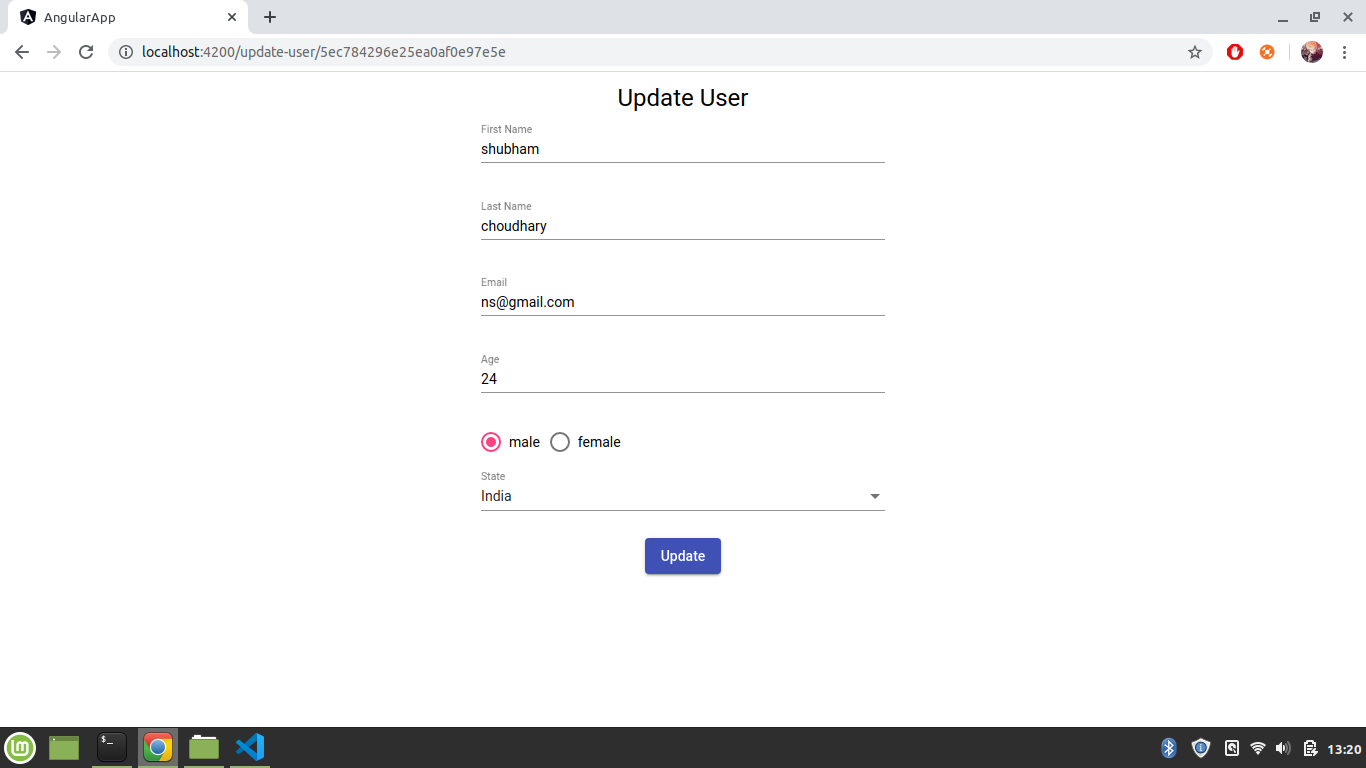 AngularApp
localhost:4200/update-user/5ec784296e25ea0af0e97e5e
Update User
First Name
shubham
Last Name
choudhary
Email
ns@gmail.com
Age
24
male female
State
India
Update
13:20